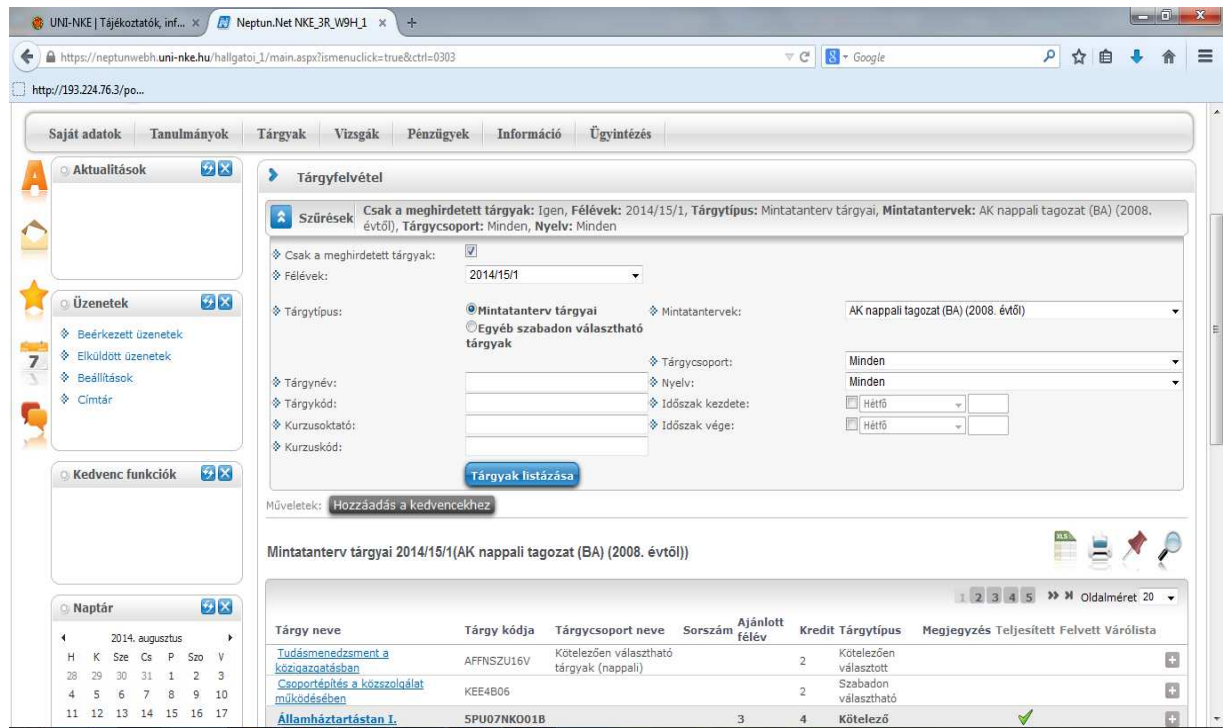 UNI-NKE | Tájékoztatók, inf... ×
Neptun.Net NKE_3R_W9H_1 × +
https://neptunwebh.uni-nke.hu/hallgatoi_1/main.aspx?ismenuclick=true&ctrl=0303
8 Google
http://193.224.76.3/po...
Saját adatok Tanulmányok Tárgyak Vizsgák Pénzügyek Információ Ügyintézés
Aktualitások
Üzenetek
Beérkezett üzenetek
Elküldött üzenetek
Beállítások
Címtár
7
Kedvenc funkciók
Naptár
2014. augusztus
H K Sze Cs P Szo V
28 29 30 31 1 2 3
4 5 6 7 8 9 10
11 12 13 14 15 16 17
Tárgyfelvétel
Szűrések Csak a meghirdetett tárgyak: Igen, Félévek: 2014/15/1, Tárgytípus: Mintatanterv tárgyai, Mintatantervek: AK nappali tagozat (BA) (2008.
évtől), Tárgycsoport: Minden, Nyelv: Minden
Csak a meghirdetett tárgyak:
Félévek: 2014/15/1
Tárgytípus: Mintatanterv tárgyai Mintatantervek: AK nappali tagozat (BA) (2008. évtől)
Egyéb szabadon választható
tárgyak
Tárgycsoport: Minden
Tárgynév: Nyelv: Minden
Tárgykód: Időszak kezdete: Hétfő
Kurzusoktató: Időszak vége: Hétfő
Kurzuskód:
Tárgyak listázása
Műveletek: Hozzáadás a kedvencekhez
Mintatanterv tárgyai 2014/15/1(AK nappali tagozat (BA) (2008. évtől))
XLS
1 2 3 4 5 Oldalméret 20
Tárgy neve Tárgy kódja Tárgycsoport neve Sorszám Ajánlott félév Kredit Tárgytípus Megjegyzés Teljesített Felvett Várólista
Tudásmenedzsment a
közigazgatásban AFFNSZU16V Kötelezően választható
tárgyak (nappali) 2 Kötelezően
választott
Csoportépítés a közszolgálat
működésében KEE4B06 2 Szabadon
választható
Államháztartástan I. 5PU07NKO01B 3 4 Kötelező